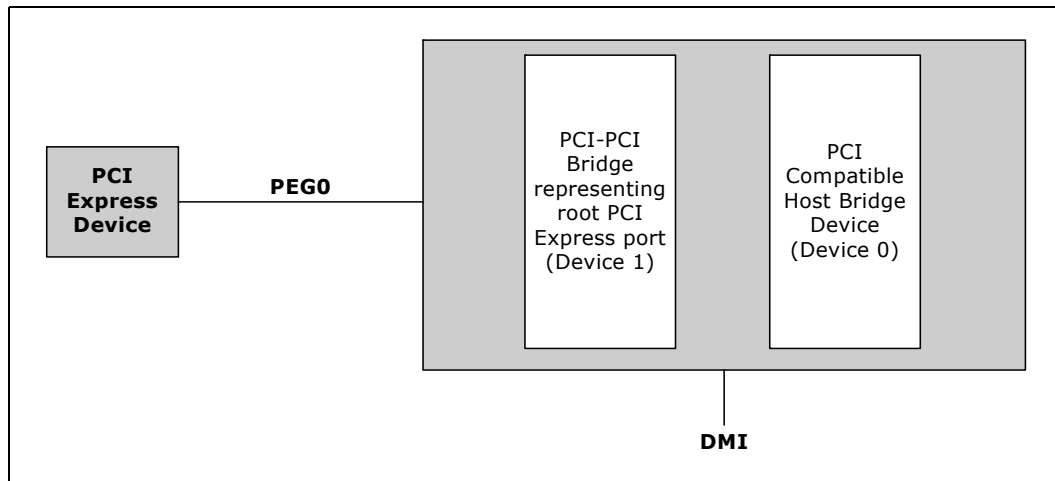 PCI
Express
Device
PEG0
PCI-PCI
Bridge
representing
root PCI
Express port
(Device 1)
PCI
Compatible
Host Bridge
Device
(Device 0)
DMI